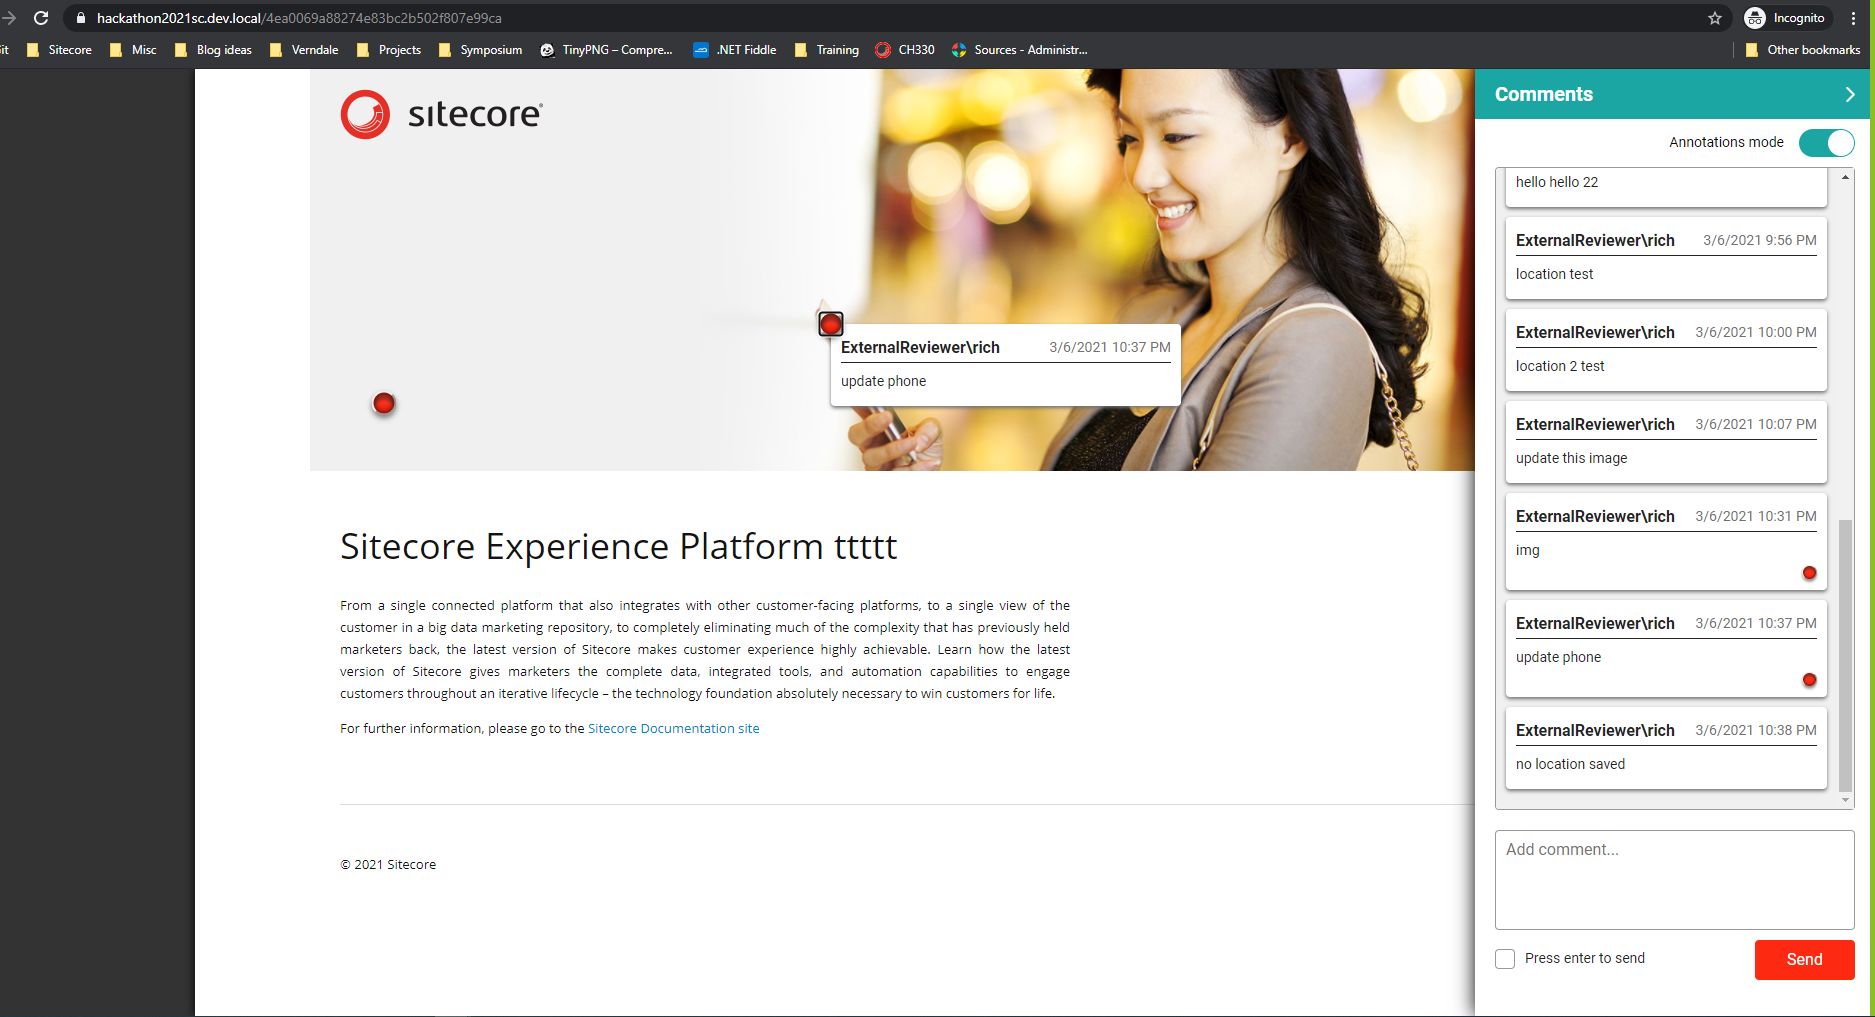 hackathon2021sc.dev.local/4ea0069a88274e83bc2b502f807e99ca
Incognito
it
Sitecore
Misc
Blog ideas
Verndale
Projects
Symposium
TinyPNG – Compre...
.NET Fiddle
Training
CH330
Sources - Administr...
Other bookmarks
sitecore
ExternalReviewer\rich 3/6/2021 10:37 PM
update phone
Sitecore Experience Platform ttttt
From a single connected platform that also integrates with other customer-facing platforms, to a single view of the
customer in a big data marketing repository, to completely eliminating much of the complexity that has previously held
marketers back, the latest version of Sitecore makes customer experience highly achievable. Learn how the latest
version of Sitecore gives marketers the complete data, integrated tools, and automation capabilities to engage
customers throughout an iterative lifecycle – the technology foundation absolutely necessary to win customers for life.
For further information, please go to the Sitecore Documentation site
© 2021 Sitecore
Comments
Annotations mode
hello hello 22
ExternalReviewer\rich 3/6/2021 9:56 PM
location test
ExternalReviewer\rich 3/6/2021 10:00 PM
location 2 test
ExternalReviewer\rich 3/6/2021 10:07 PM
update this image
ExternalReviewer\rich 3/6/2021 10:31 PM
img
ExternalReviewer\rich 3/6/2021 10:37 PM
update phone
ExternalReviewer\rich 3/6/2021 10:38 PM
no location saved
Add comment...
Press enter to send
Send